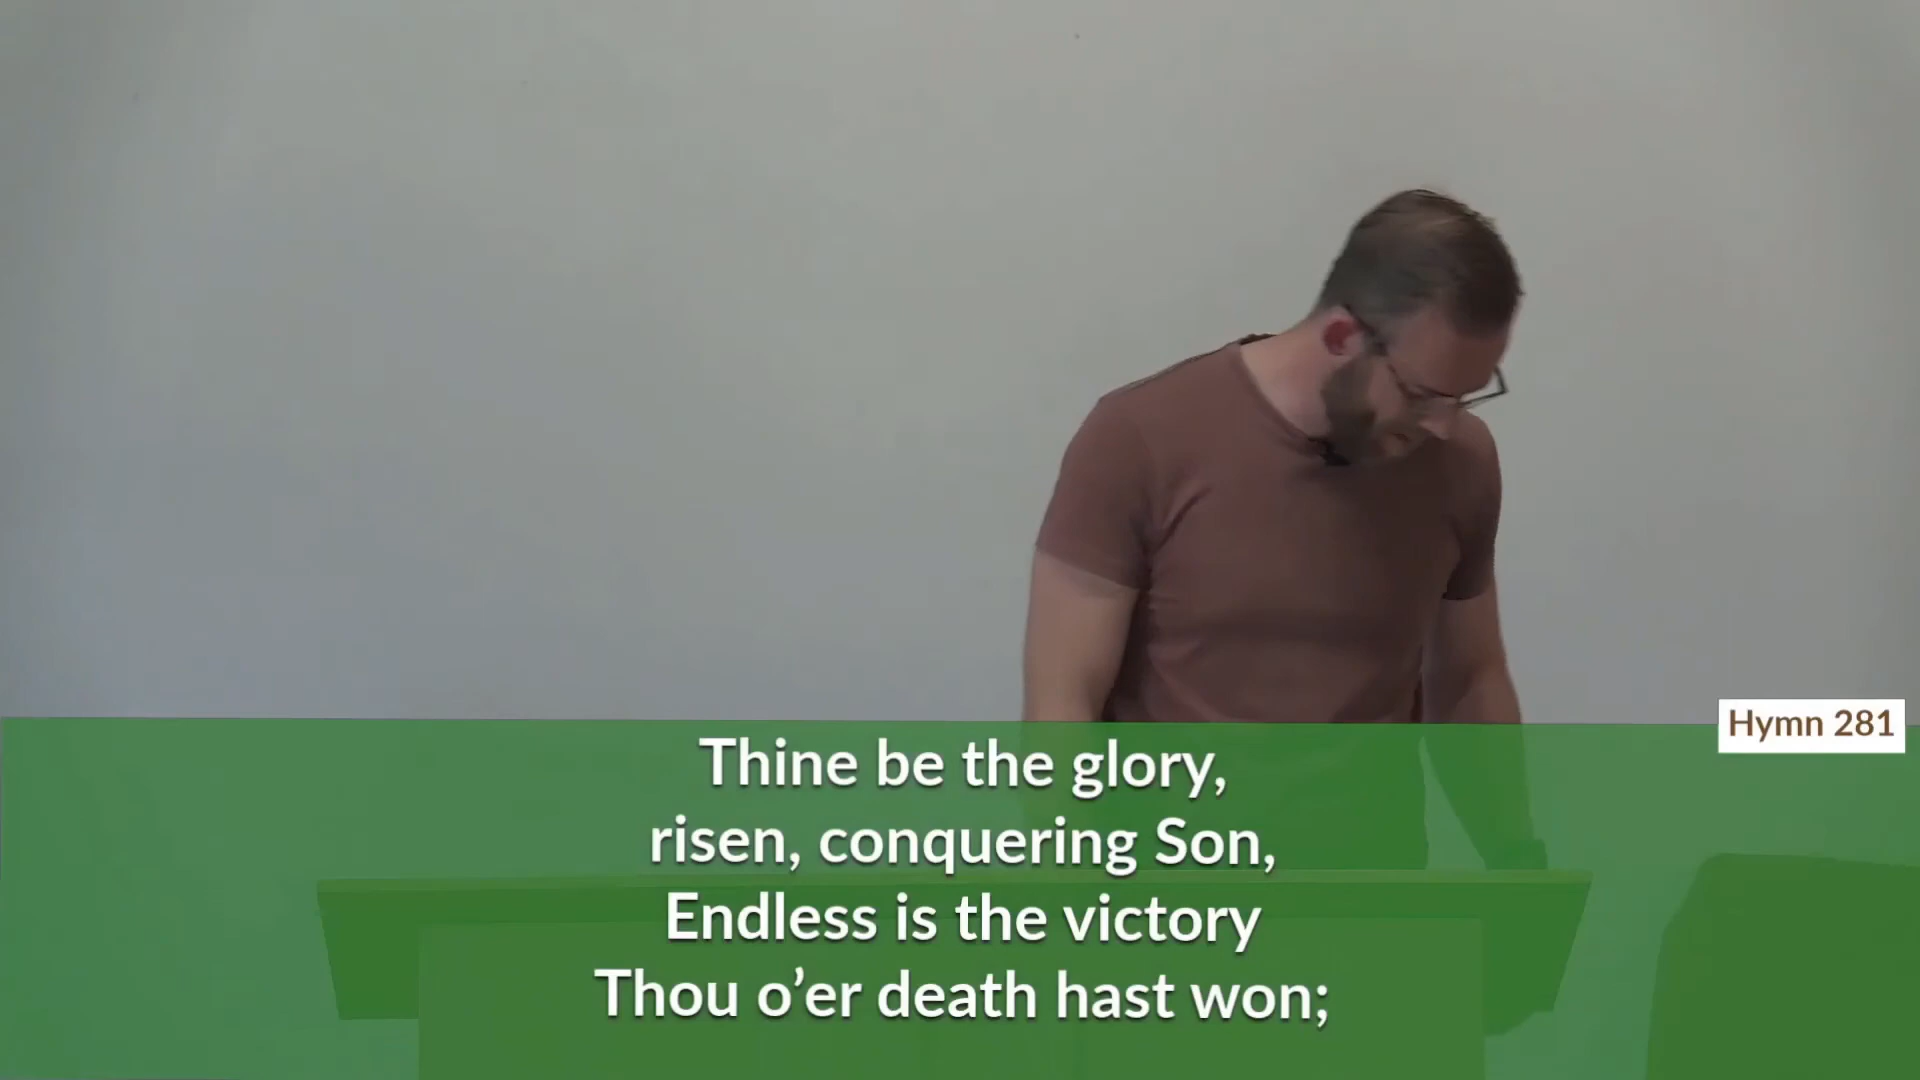 Hymn 281
Thine be the glory,
risen, conquering Son,
Endless is the victory
Thou o’er death hast won;